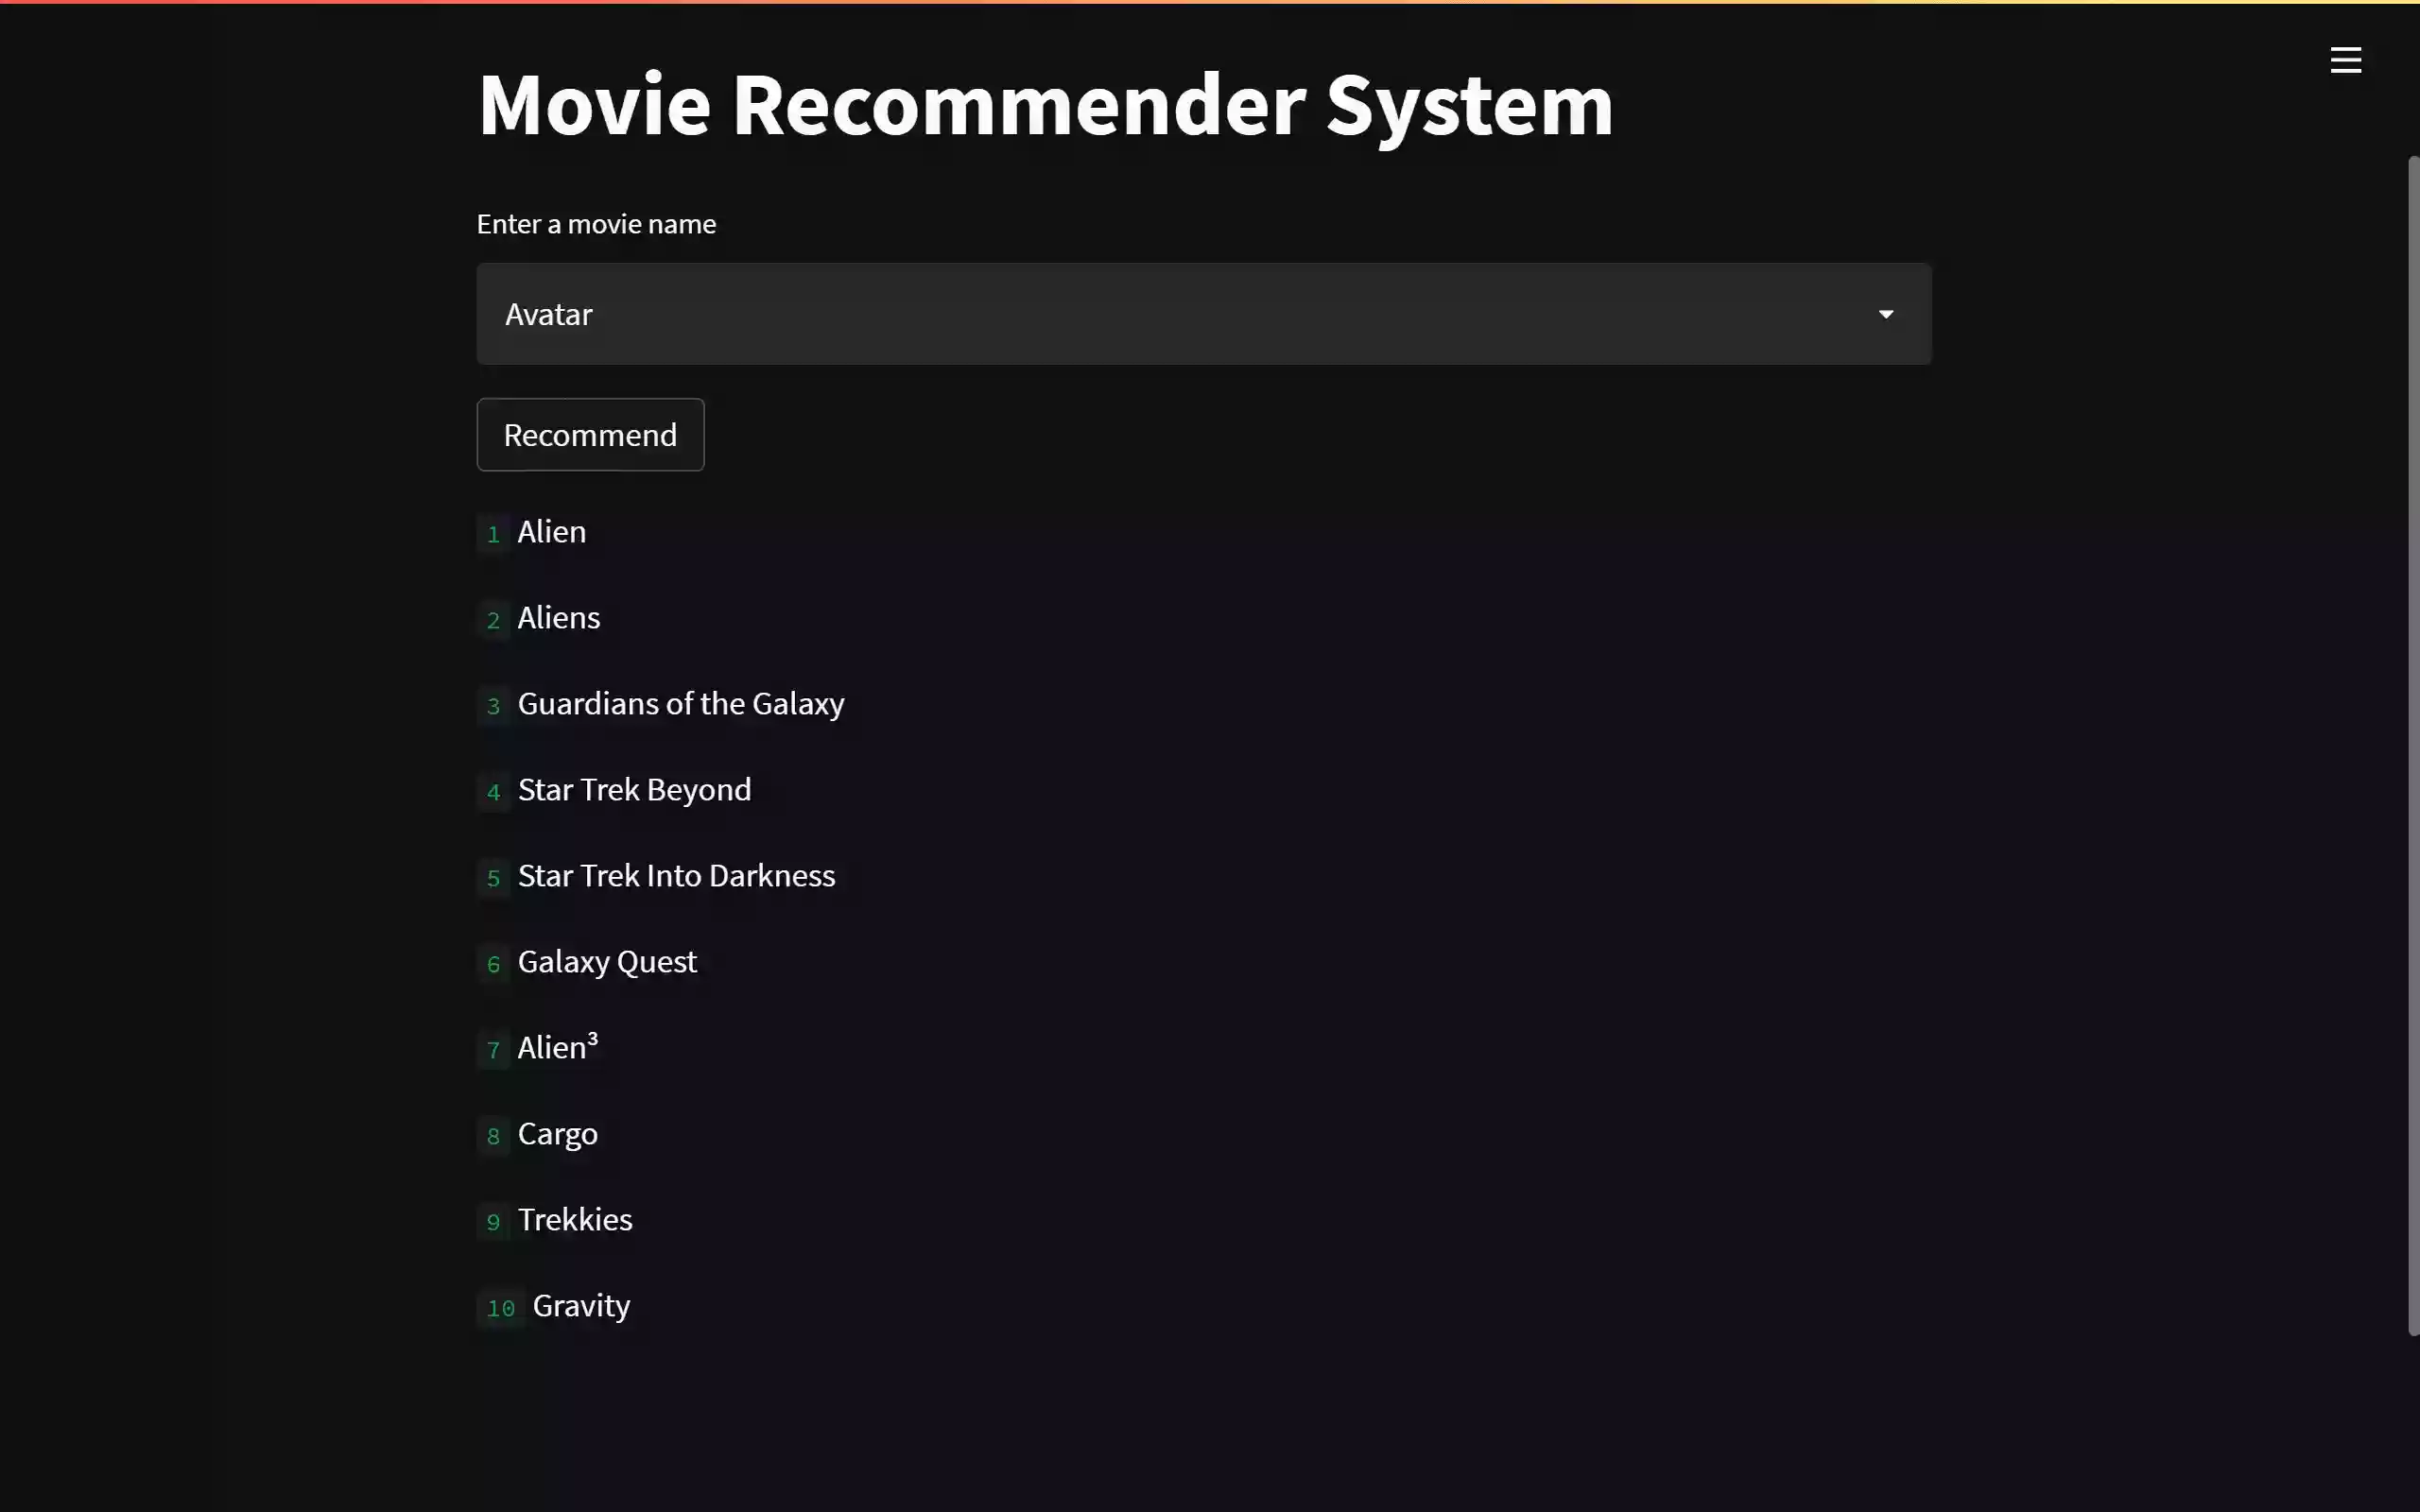 Movie Recommender System
Enter a movie name
Avatar
Recommend
1 Alien
2 Aliens
3 Guardians of the Galaxy
4 Star Trek Beyond
5 Star Trek Into Darkness
6 Galaxy Quest
7 Alien³
8 Cargo
9 Trekkies
10 Gravity